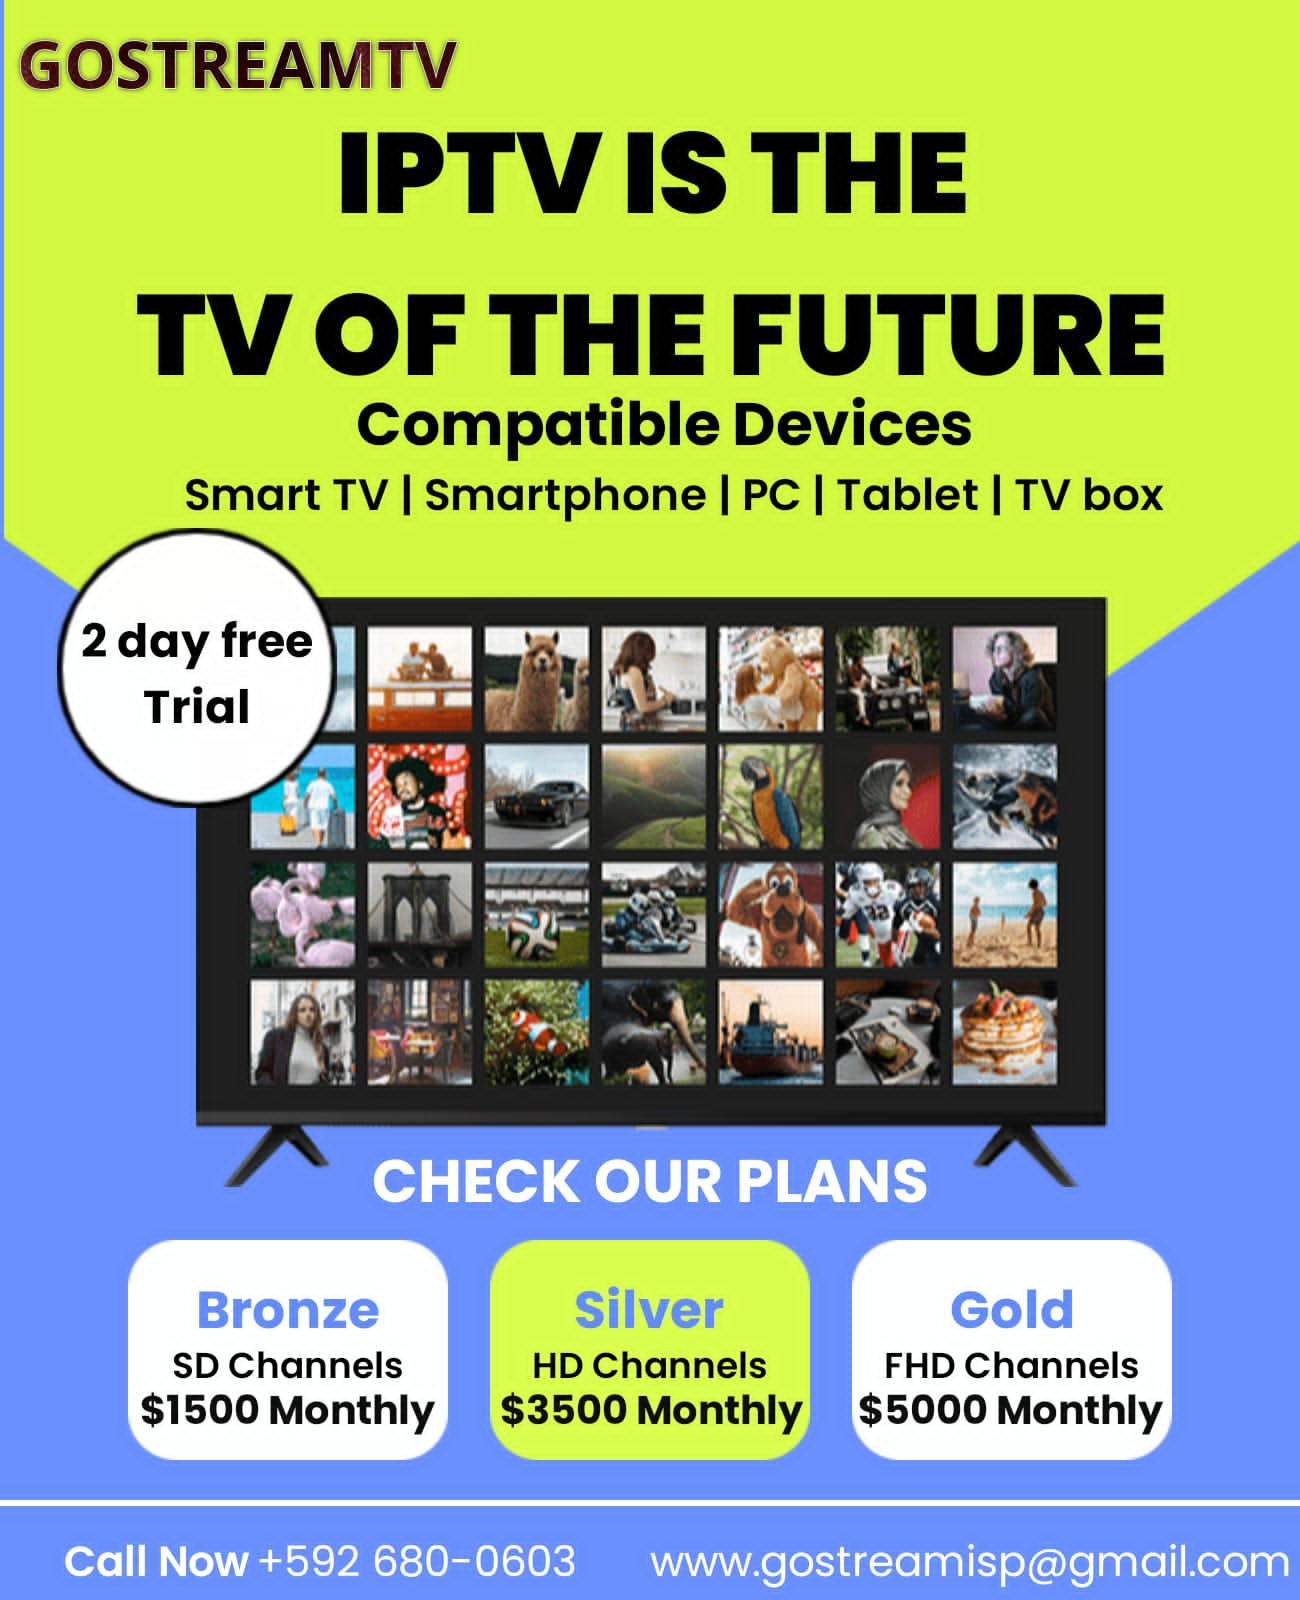 GOSTREAMTV
IPTV IS THE
TV OF THE FUTURE
Compatible Devices
Smart TV | Smartphone | PC | Tablet | TV box
2 day free
Trial
CHECK OUR PLANS
Bronze
SD Channels
$1500 Monthly
Silver
HD Channels
$3500 Monthly
Gold
FHD Channels
$5000 Monthly
Call Now +592 680-0603
www.gostreamisp@gmail.com